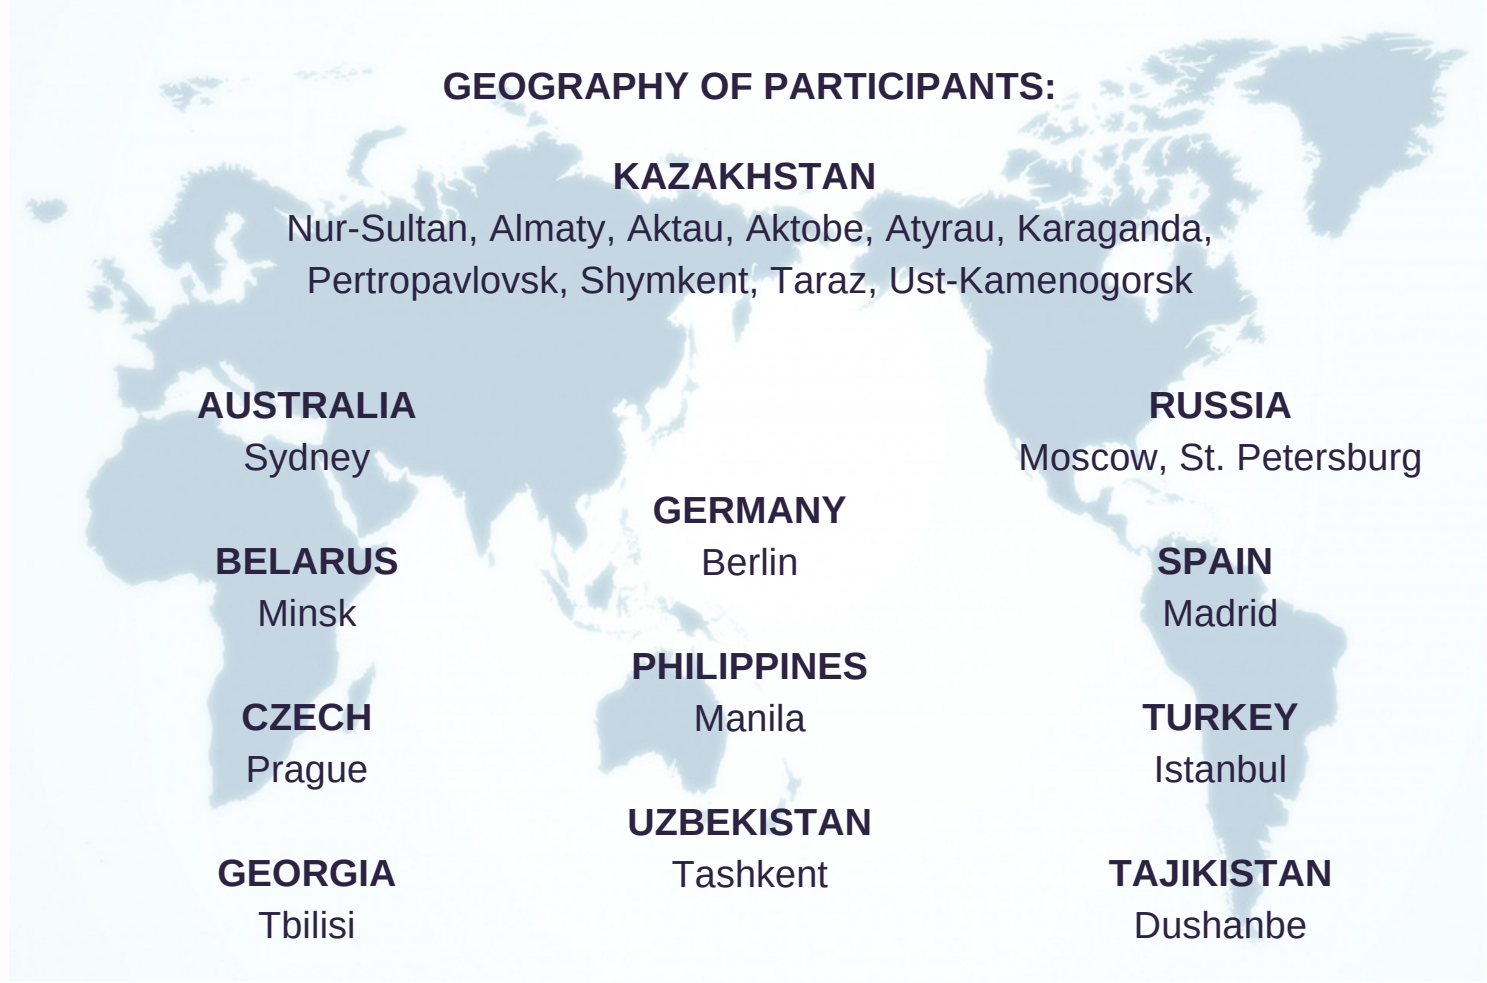 GEOGRAPHY OF PARTICIPANTS:
KAZAKHSTAN
Nur-Sultan, Almaty, Aktau, Aktobe, Atyrau, Karaganda,
Pertropavlovsk, Shymkent, Taraz, Ust-Kamenogorsk
AUSTRALIA
Sydney
BELARUS
Minsk
CZECH
Prague
GEORGIA
Tbilisi
GERMANY
Berlin
PHILIPPINES
Manila
UZBEKISTAN
Tashkent
RUSSIA
Moscow, St. Petersburg
SPAIN
Madrid
TURKEY
Istanbul
TAJIKISTAN
Dushanbe